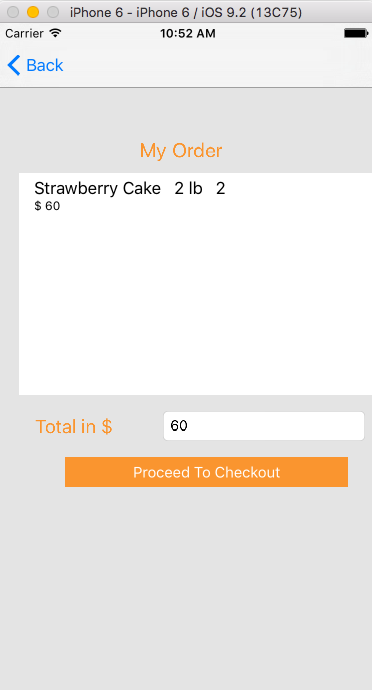 iPhone 6 - iPhone 6 / iOS 9.2 (13C75)
Carrier 10:52 AM
Back
My Order
Strawberry Cake 2 lb 2
$ 60
Total in $ 60
Proceed To Checkout